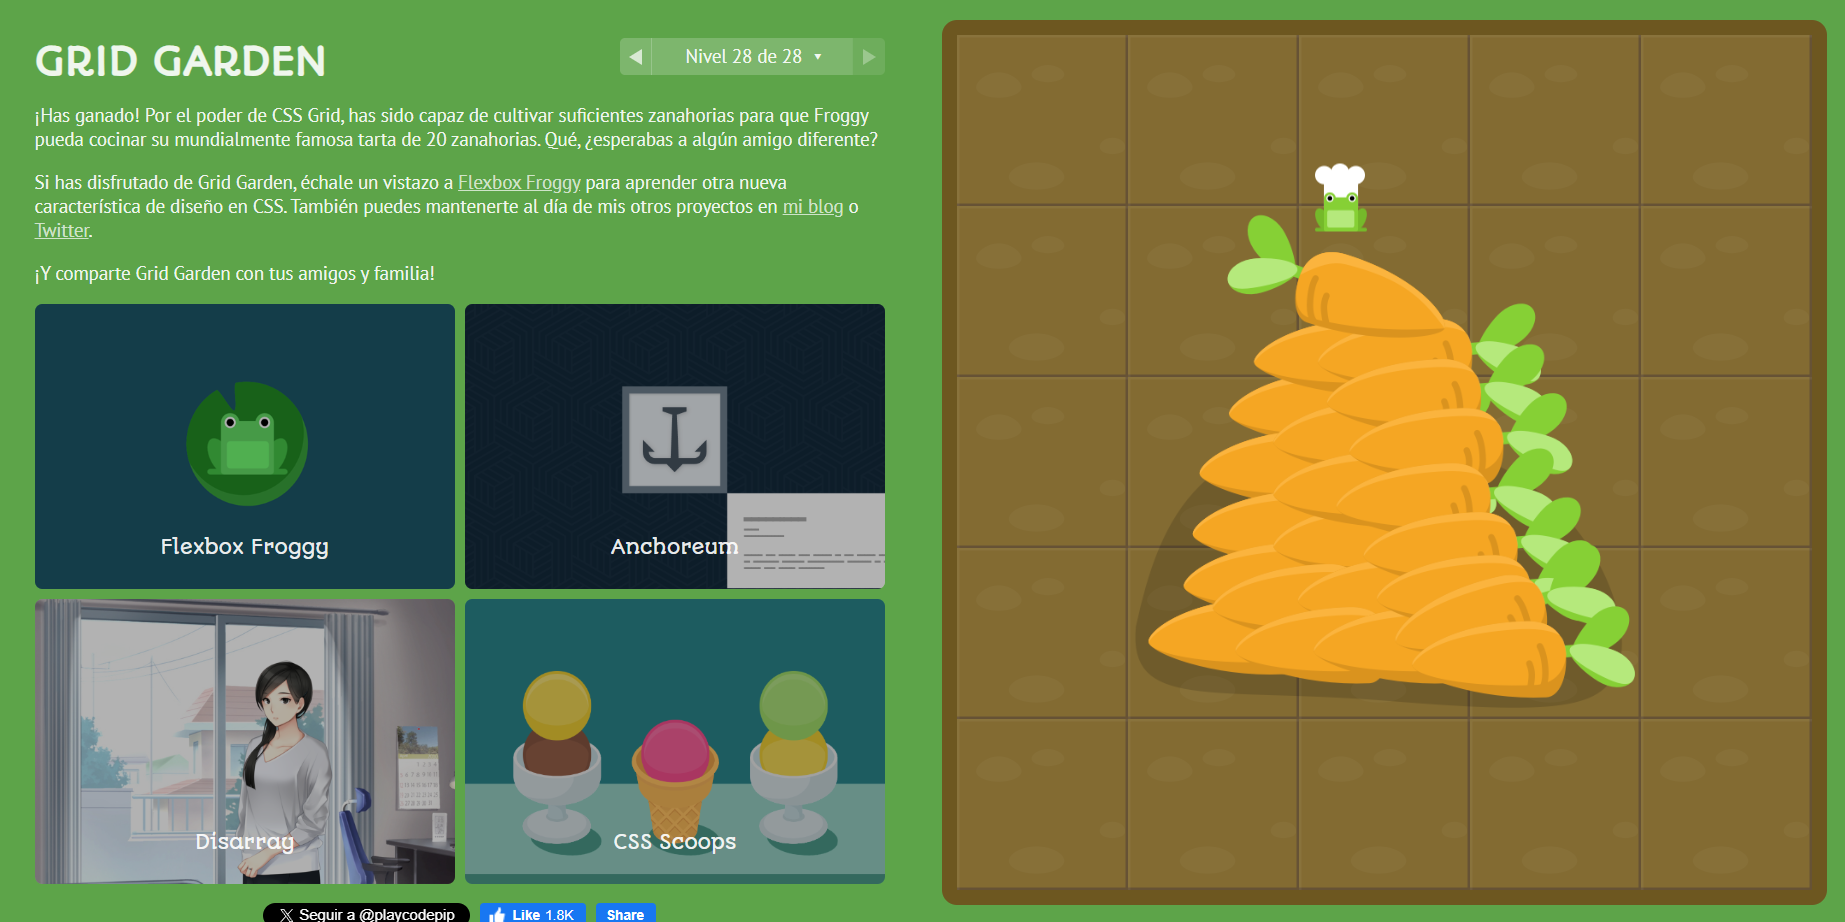 GRID GARDEN
Nivel 28 de 28
¡Has ganado! Por el poder de CSS Grid, has sido capaz de cultivar suficientes zanahorias para que Froggy
pueda cocinar su mundialmente famosa tarta de 20 zanahorias. Qué, ¿esperabas a algún amigo diferente?
Si has disfrutado de Grid Garden, échale un vistazo a Flexbox Froggy para aprender otra nueva
característica de diseño en CSS. También puedes mantenerte al día de mis otros proyectos en mi blog o
Twitter.
¡Y comparte Grid Garden con tus amigos y familia!
Flexbox Froggy
Anchoreum
Disarray
CSS Scoops
Seguir a @playcodepip
Like 1.8K
Share